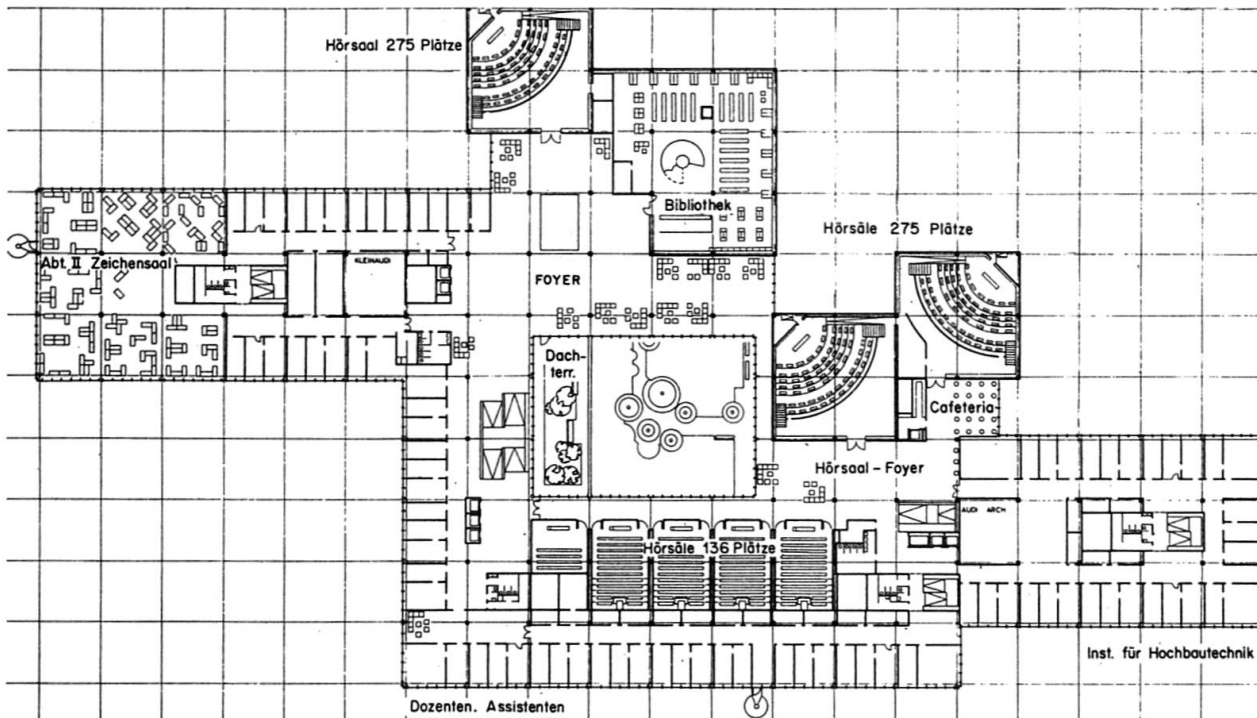 Hörsaal 275 Plätze
Bibliothek
Hörsäle 275 Plätze
Abt. II Zeichensaal
KLEINAUDI
FOYER
Dach-
terr.
Cafeteria
Hörsaal - Foyer
AUDI ARCH
Hörsäle 136 Plätze
Inst. für Hochbautechnik
Dozenten. Assistenten